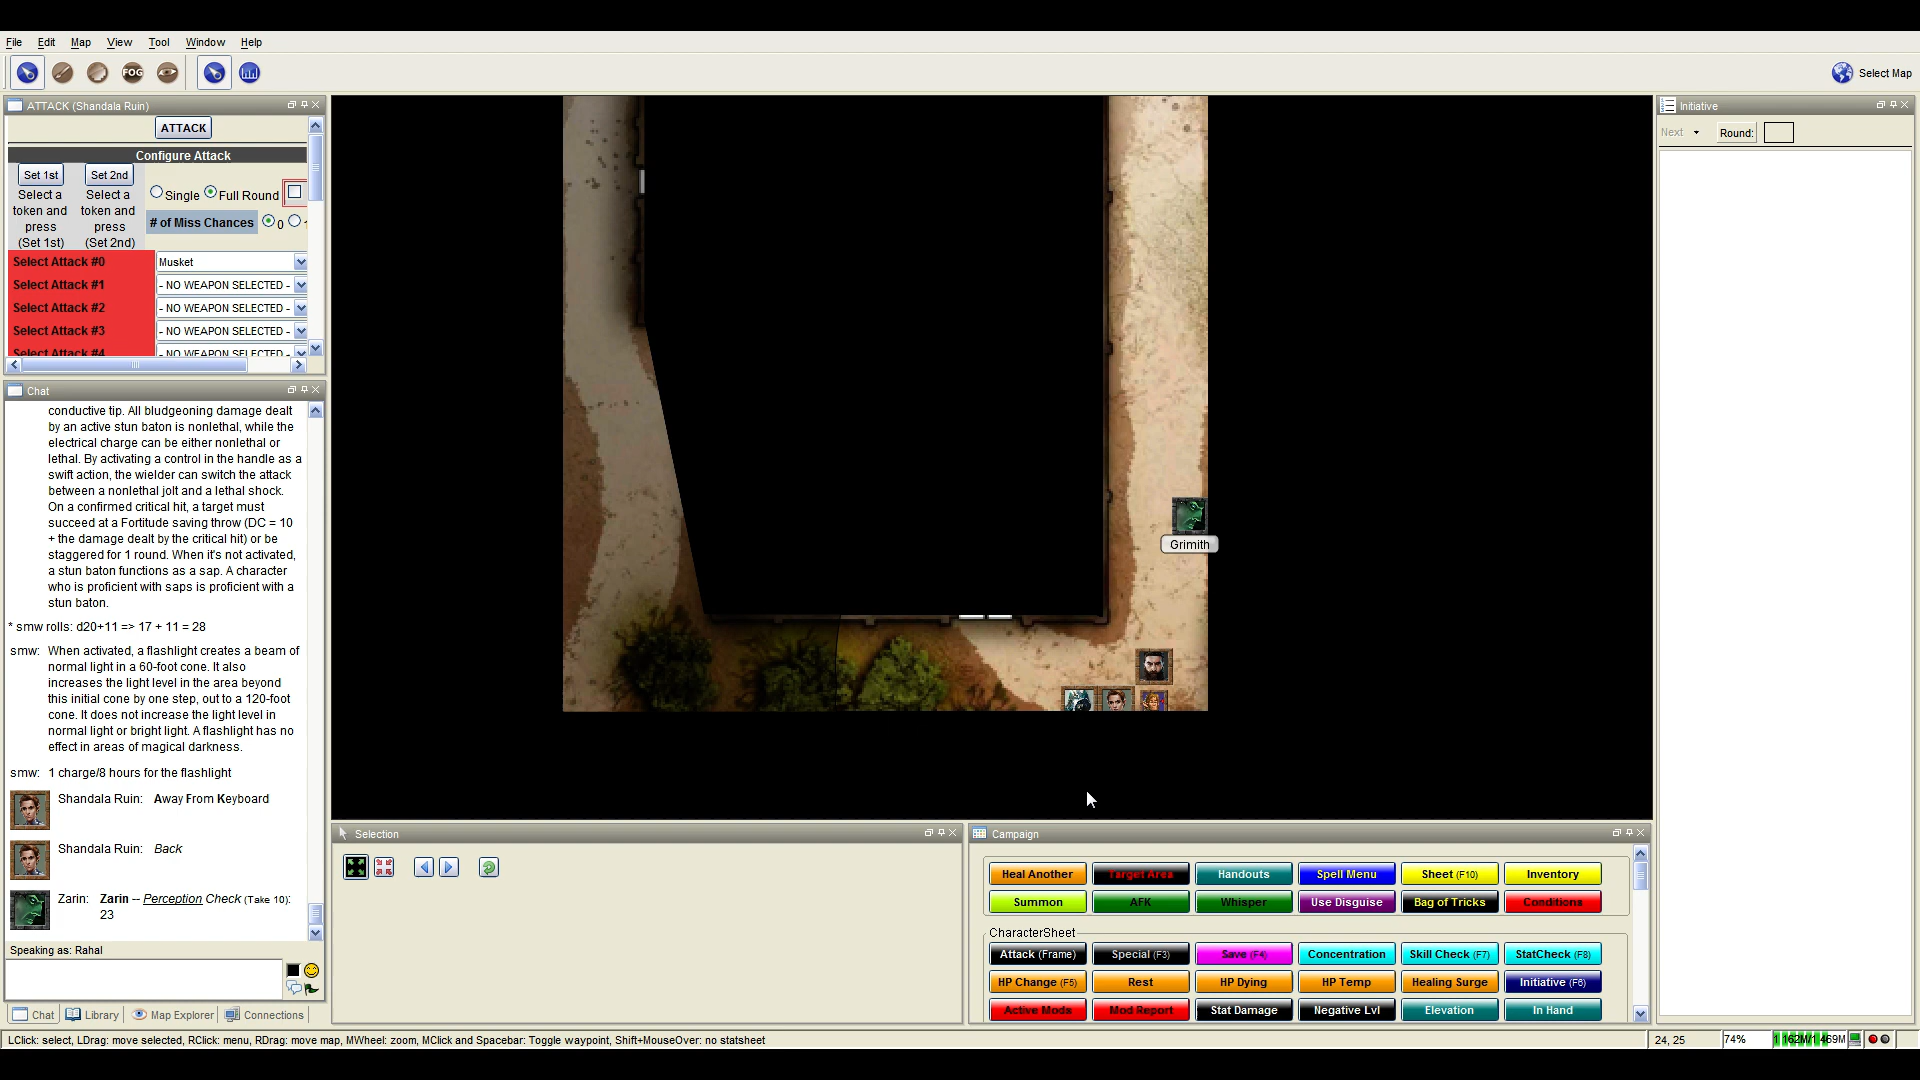 File Edit Map View Tool Window Help
FOG
Select Map
ATTACK (Shandala Ruin)
ATTACK
Configure Attack
Set 1st Set 2nd
Select a token and press (Set 1st)
Select a token and press (Set 2nd)
Single Full Round
# of Miss Chances 0
Select Attack #0 Musket
Select Attack #1 - NO WEAPON SELECTED -
Select Attack #2 - NO WEAPON SELECTED -
Select Attack #3 - NO WEAPON SELECTED -
Select Attack #4 - NO WEAPON SELECTED -
Chat
conductive tip. All bludgeoning damage dealt
by an active stun baton is nonlethal, while the
electrical charge can be either nonlethal or
lethal. By activating a control in the handle as a
swift action, the wielder can switch the attack
between a nonlethal jolt and a lethal shock.
On a confirmed critical hit, a target must
succeed at a Fortitude saving throw (DC = 10
+ the damage dealt by the critical hit) or be
staggered for 1 round. When it's not activated,
a stun baton functions as a sap. A character
who is proficient with saps is proficient with a
stun baton.
* smw rolls: d20+11 => 17 + 11 = 28
smw: When activated, a flashlight creates a beam of
normal light in a 60-foot cone. It also
increases the light level in the area beyond
this initial cone by one step, out to a 120-foot
cone. It does not increase the light level in
normal light or bright light. A flashlight has no
effect in areas of magical darkness.
smw: 1 charge/8 hours for the flashlight
Shandala Ruin: Away From Keyboard
Shandala Ruin: Back
Zarin: Zarin -- Perception Check (Take 10):
23
Speaking as: Rahal
Chat Library Map Explorer Connections
Grimith
Initiative
Next Round:
Selection
Campaign
Heal Another Target Area Handouts Spell Menu Sheet (F10) Inventory
Summon AFK Whisper Use Disguise Bag of Tricks Conditions
CharacterSheet
Attack (Frame) Special (F3) Save (F4) Concentration Skill Check (F7) StatCheck (F8)
HP Change (F5) Rest HP Dying HP Temp Healing Surge Initiative (F6)
Active Mods Mod Report Stat Damage Negative Lvl Elevation In Hand
LClick: select, LDrag: move selected, RClick: menu, RDrag: move map, MWheel: zoom, MClick and Spacebar: Toggle waypoint, Shift+MouseOver: no statsheet
24, 25 74%